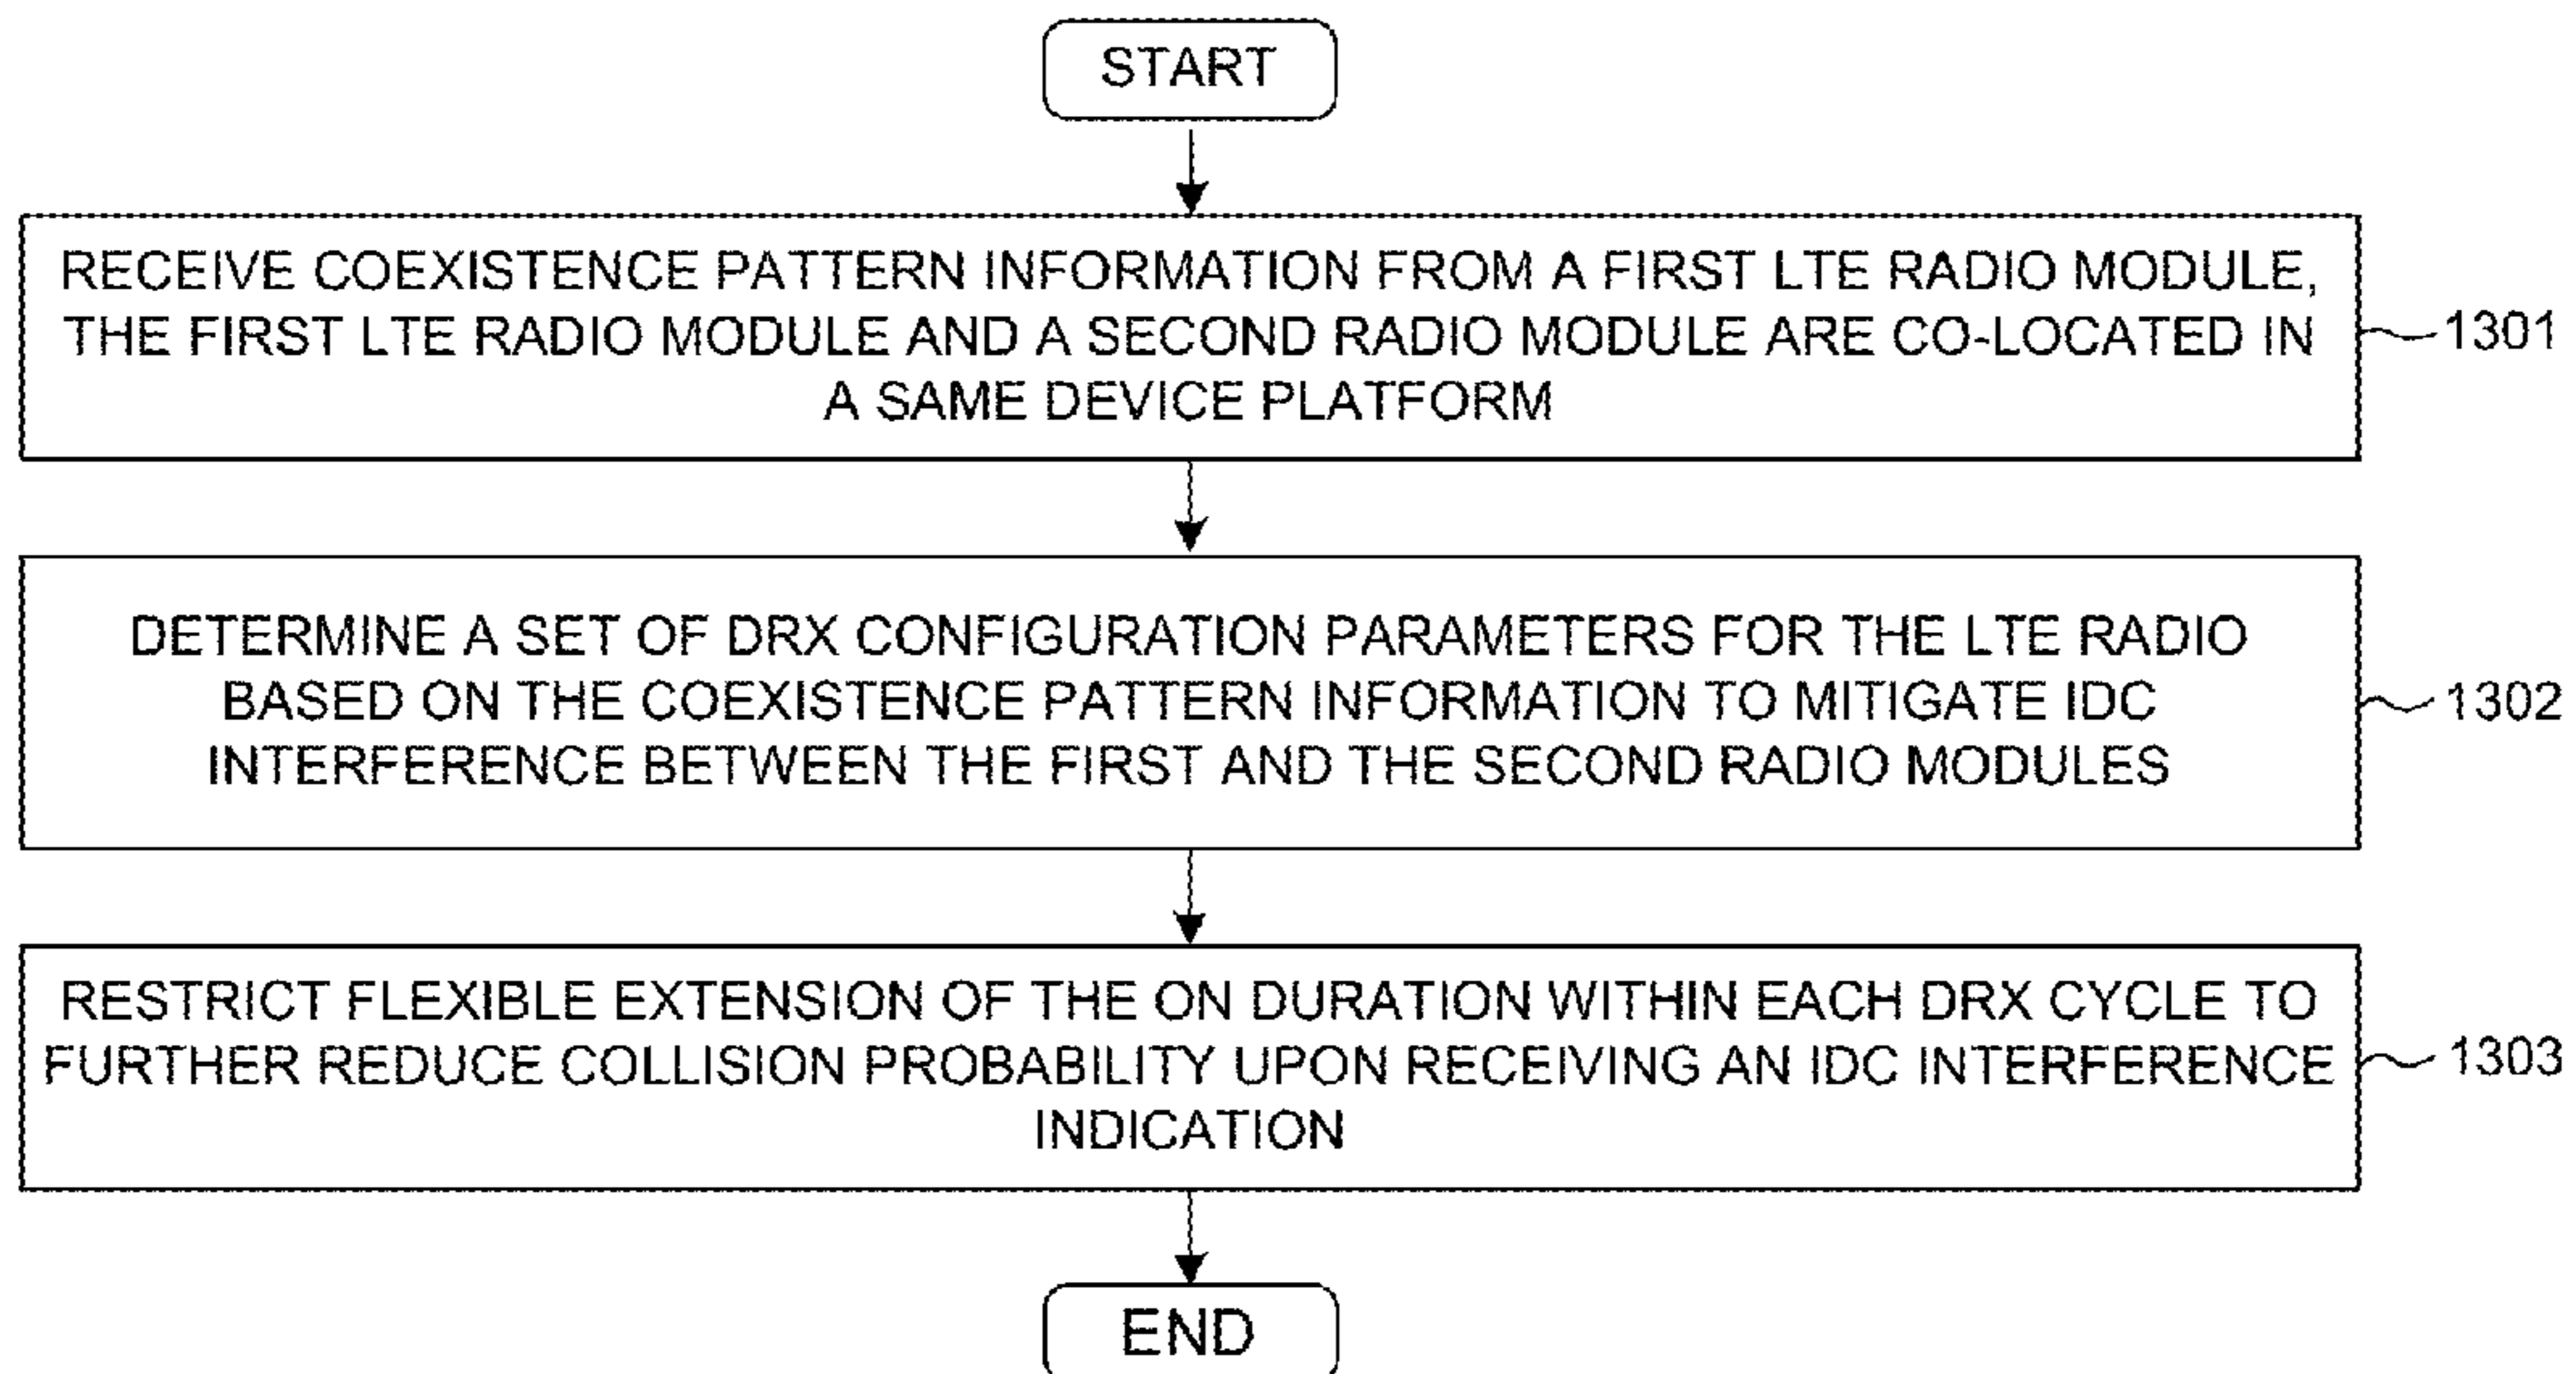 START
RECEIVE COEXISTENCE PATTERN INFORMATION FROM A FIRST LTE RADIO MODULE,
THE FIRST LTE RADIO MODULE AND A SECOND RADIO MODULE ARE CO-LOCATED IN
A SAME DEVICE PLATFORM
1301
DETERMINE A SET OF DRX CONFIGURATION PARAMETERS FOR THE LTE RADIO
BASED ON THE COEXISTENCE PATTERN INFORMATION TO MITIGATE IDC
INTERFERENCE BETWEEN THE FIRST AND THE SECOND RADIO MODULES
1302
RESTRICT FLEXIBLE EXTENSION OF THE ON DURATION WITHIN EACH DRX CYCLE TO
FURTHER REDUCE COLLISION PROBABILITY UPON RECEIVING AN IDC INTERFERENCE
INDICATION
1303
END